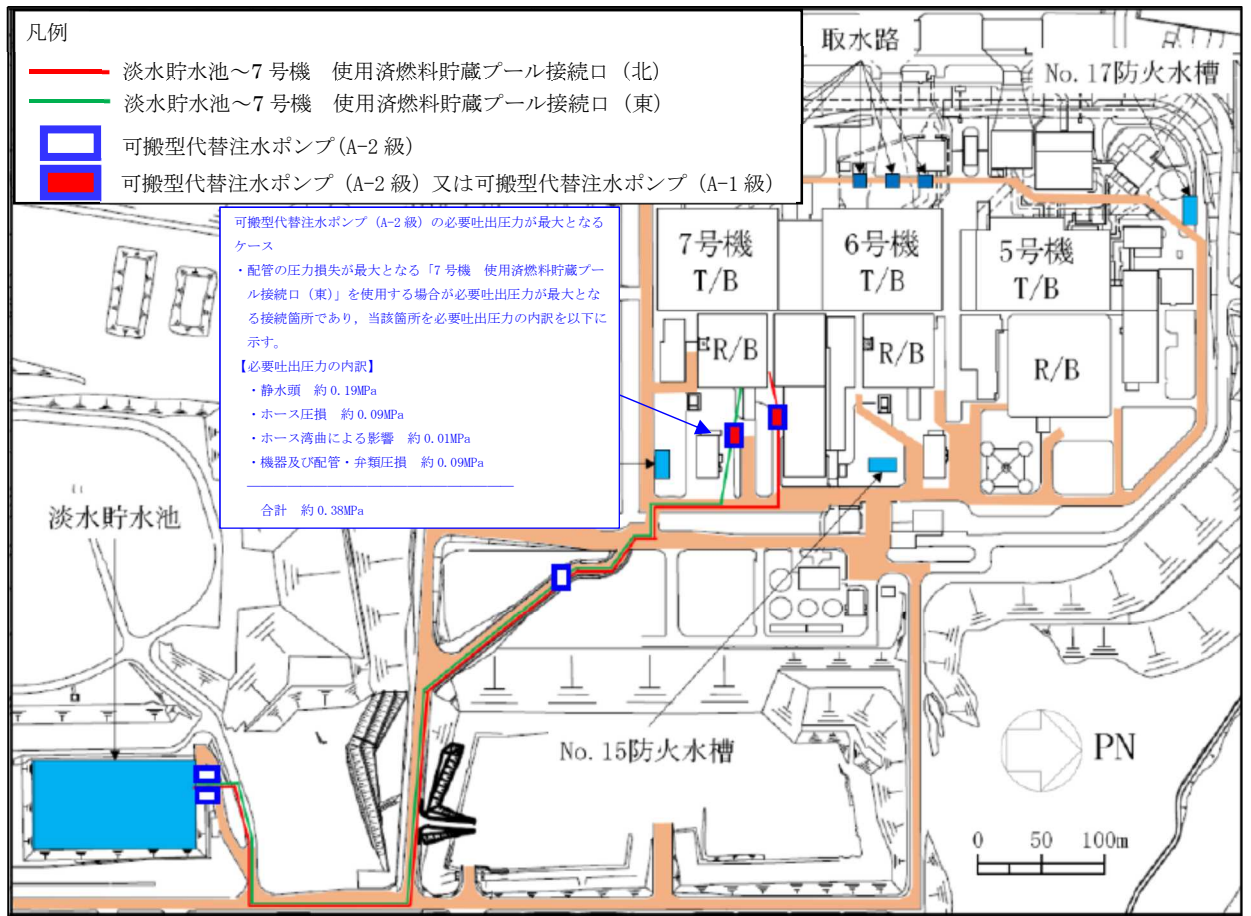 凡例
淡水貯水池～7 号機 使用済燃料貯蔵プール接続口（北）
淡水貯水池～7 号機 使用済燃料貯蔵プール接続口（東）
可搬型代替注水ポンプ(A-2 級)
可搬型代替注水ポンプ（A-2 級）又は可搬型代替注水ポンプ（A-1 級）
取水路
No. 17防火水槽
可搬型代替注水ポンプ（A-2 級）の必要吐出圧力が最大となる
ケース
・配管の圧力損失が最大となる「7 号機 使用済燃料貯蔵プー
ル接続口（東）」を使用する場合が必要吐出圧力が最大とな
る接続箇所であり，当該箇所を必要吐出圧力の内訳を以下に
示す。
【必要吐出圧力の内訳】
・静水頭 約 0.19MPa
・ホース圧損 約 0.09MPa
・ホース湾曲による影響 約 0.01MPa
・機器及び配管・弁類圧損 約 0.09MPa
合計 約 0.38MPa
7号機
T/B
6号機
T/B
5号機
T/B
R/B
R/B
R/B
淡水貯水池
No. 15防火水槽
PN
0 50 100m